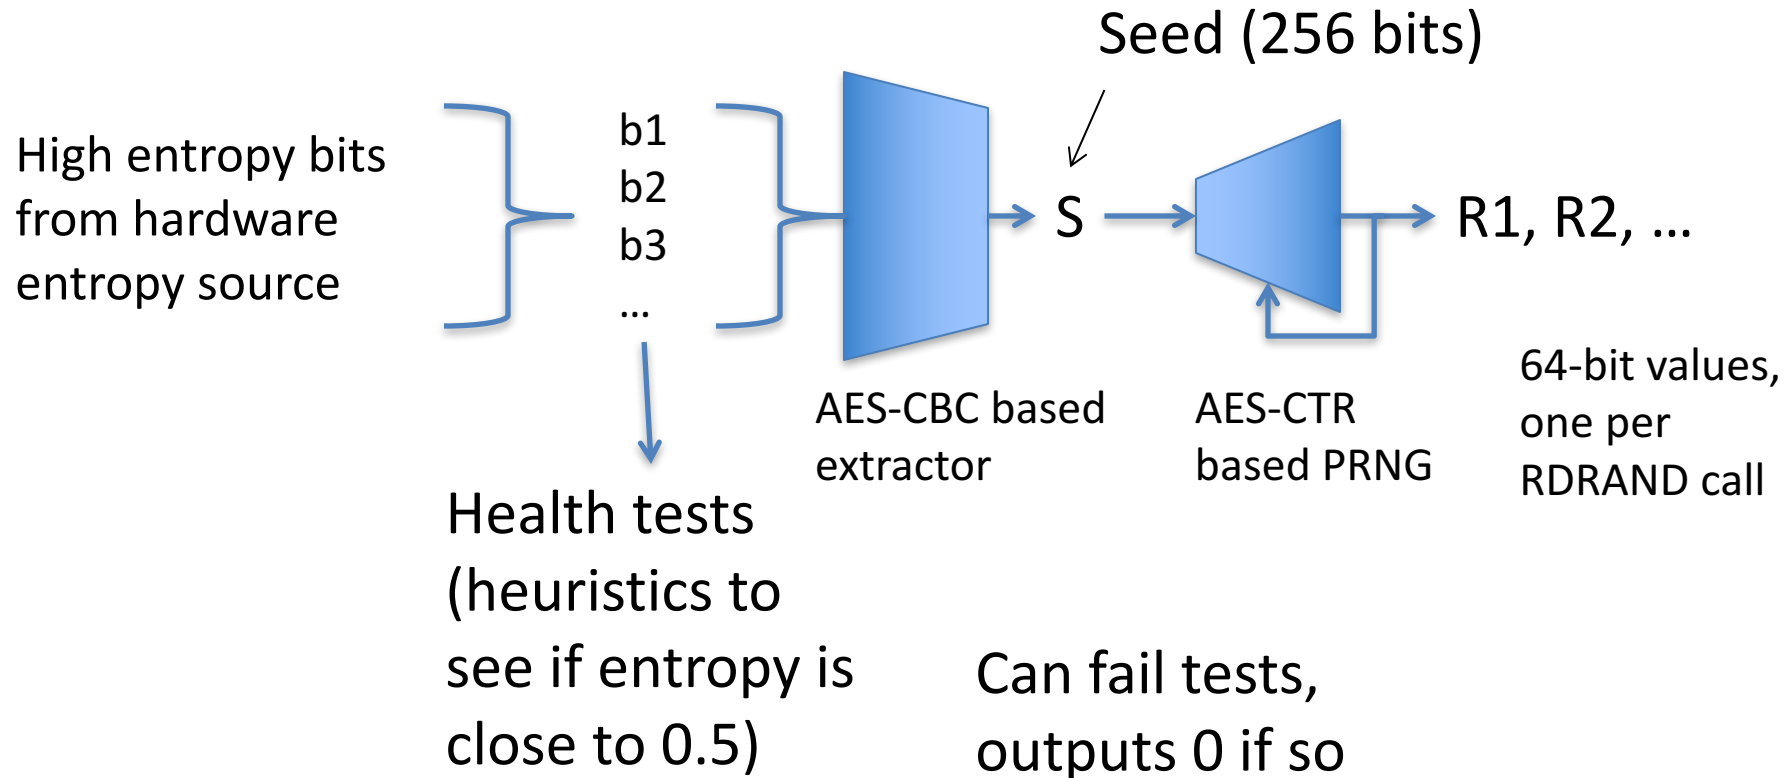 Seed (256 bits)
High entropy bits
from hardware
entropy source
b1
b2
b3
...
S
R1, R2, ...
AES-CBC based
extractor
AES-CTR
based PRNG
64-bit values,
one per
RDRAND call
Health tests
(heuristics to
see if entropy is
close to 0.5)
Can fail tests,
outputs 0 if so